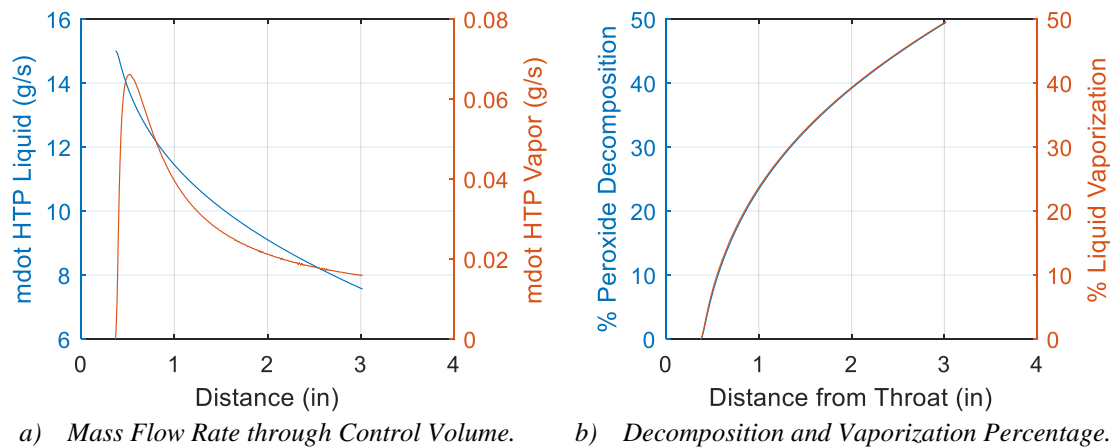 16
14
12
10
8
6
mdot HTP Liquid (g/s)
0.08
0.06
0.04
0.02
0
mdot HTP Vapor (g/s)
0 1 2 3 4
Distance (in)
a) Mass Flow Rate through Control Volume.
50
40
30
20
10
0
% Peroxide Decomposition
50
40
30
20
10
0
% Liquid Vaporization
0 1 2 3 4
Distance from Throat (in)
b) Decomposition and Vaporization Percentage.